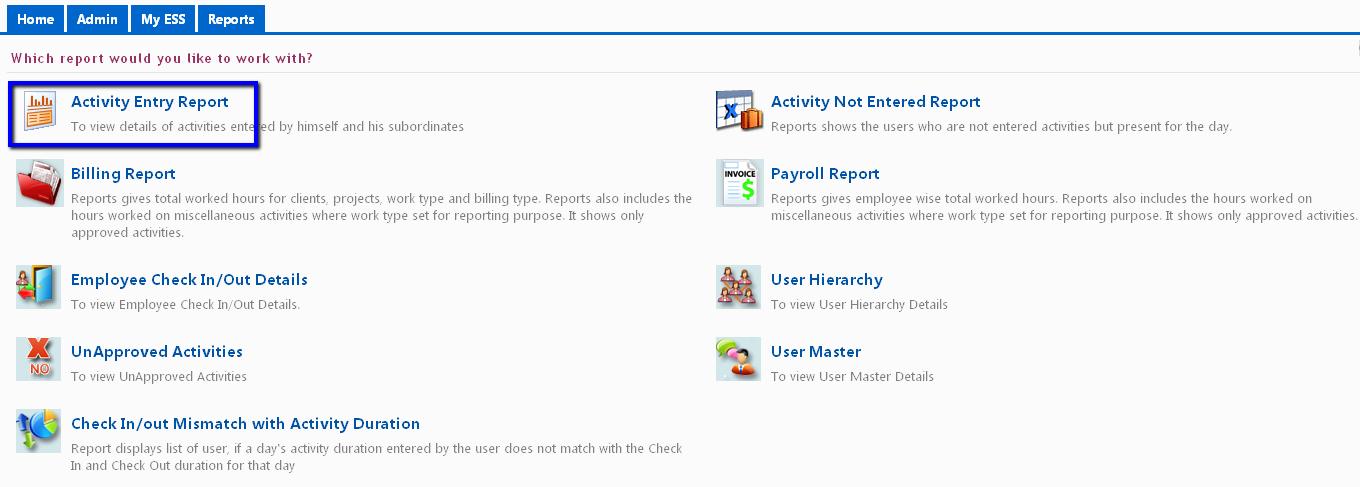 Home Admin My ESS Reports
Which report would you like to work with?
Activity Entry Report
To view details of activities entered by himself and his subordinates
Activity Not Entered Report
Reports shows the users who are not entered activities but present for the day.
Billing Report
Reports gives total worked hours for clients, projects, work type and billing type. Reports also includes the
hours worked on miscellaneous activities where work type set for reporting purpose. It shows only
approved activities.
INVOICE
$
Payroll Report
Reports gives employee wise total worked hours. Reports also includes the hours worked on
miscellaneous activities where work type set for reporting purpose. It shows only approved activities.
Employee Check In/Out Details
To view Employee Check In/Out Details.
User Hierarchy
To view User Hierarchy Details
X
NO
UnApproved Activities
To view UnApproved Activities
User Master
To view User Master Details
Check In/out Mismatch with Activity Duration
Report displays list of user, if a day's activity duration entered by the user does not match with the Check
In and Check Out duration for that day